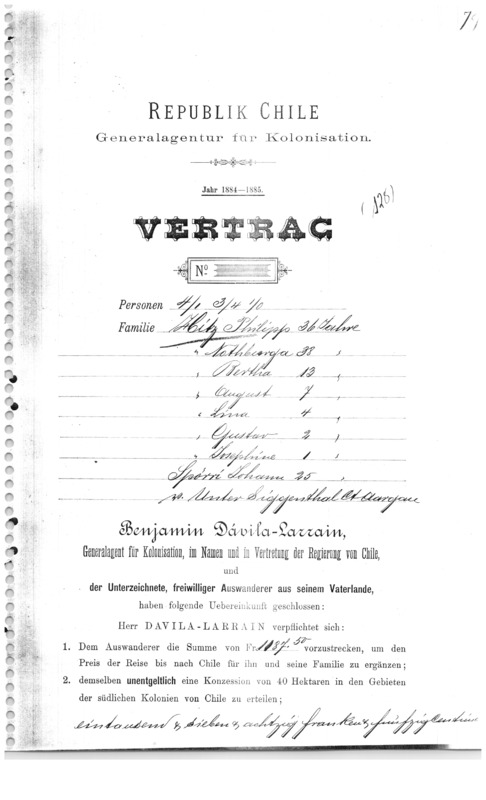 79
REPUBLIK CHILE
Generalagentur für Kolonisation.
Jahr 1884—1885.
(126)
VERTRAG
No
Personen 4/1 3/4 1/0
Familie Hitz Philipp 36 Jahre
" Nothburga 38 "
" Bertha 13 "
" August 7 "
" Lina 4 "
" Gustav 2 "
" Josephine 1 "
Spörri Johann 25 "
v. Unter Siggenthal Ct. Aargau
Benjamin Dávila-Larrain,
Generalagent für Kolonisation, im Namen und in Vertretung der Regierung von Chile,
und
der Unterzeichnete, freiwilliger Auswanderer aus seinem Vaterlande,
haben folgende Uebereinkunft geschlossen:
Herr DAVILA-LARRAIN verpflichtet sich:
1. Dem Auswanderer die Summe von Fr. 1087.50 vorzustrecken, um den
Preis der Reise bis nach Chile für ihn und seine Familie zu ergänzen;
2. demselben unentgeltlich eine Konzession von 40 Hektaren in den Gebieten
der südlichen Kolonien von Chile zu erteilen;
eintausend & sieben & achtzig franken & fünfzig Centime